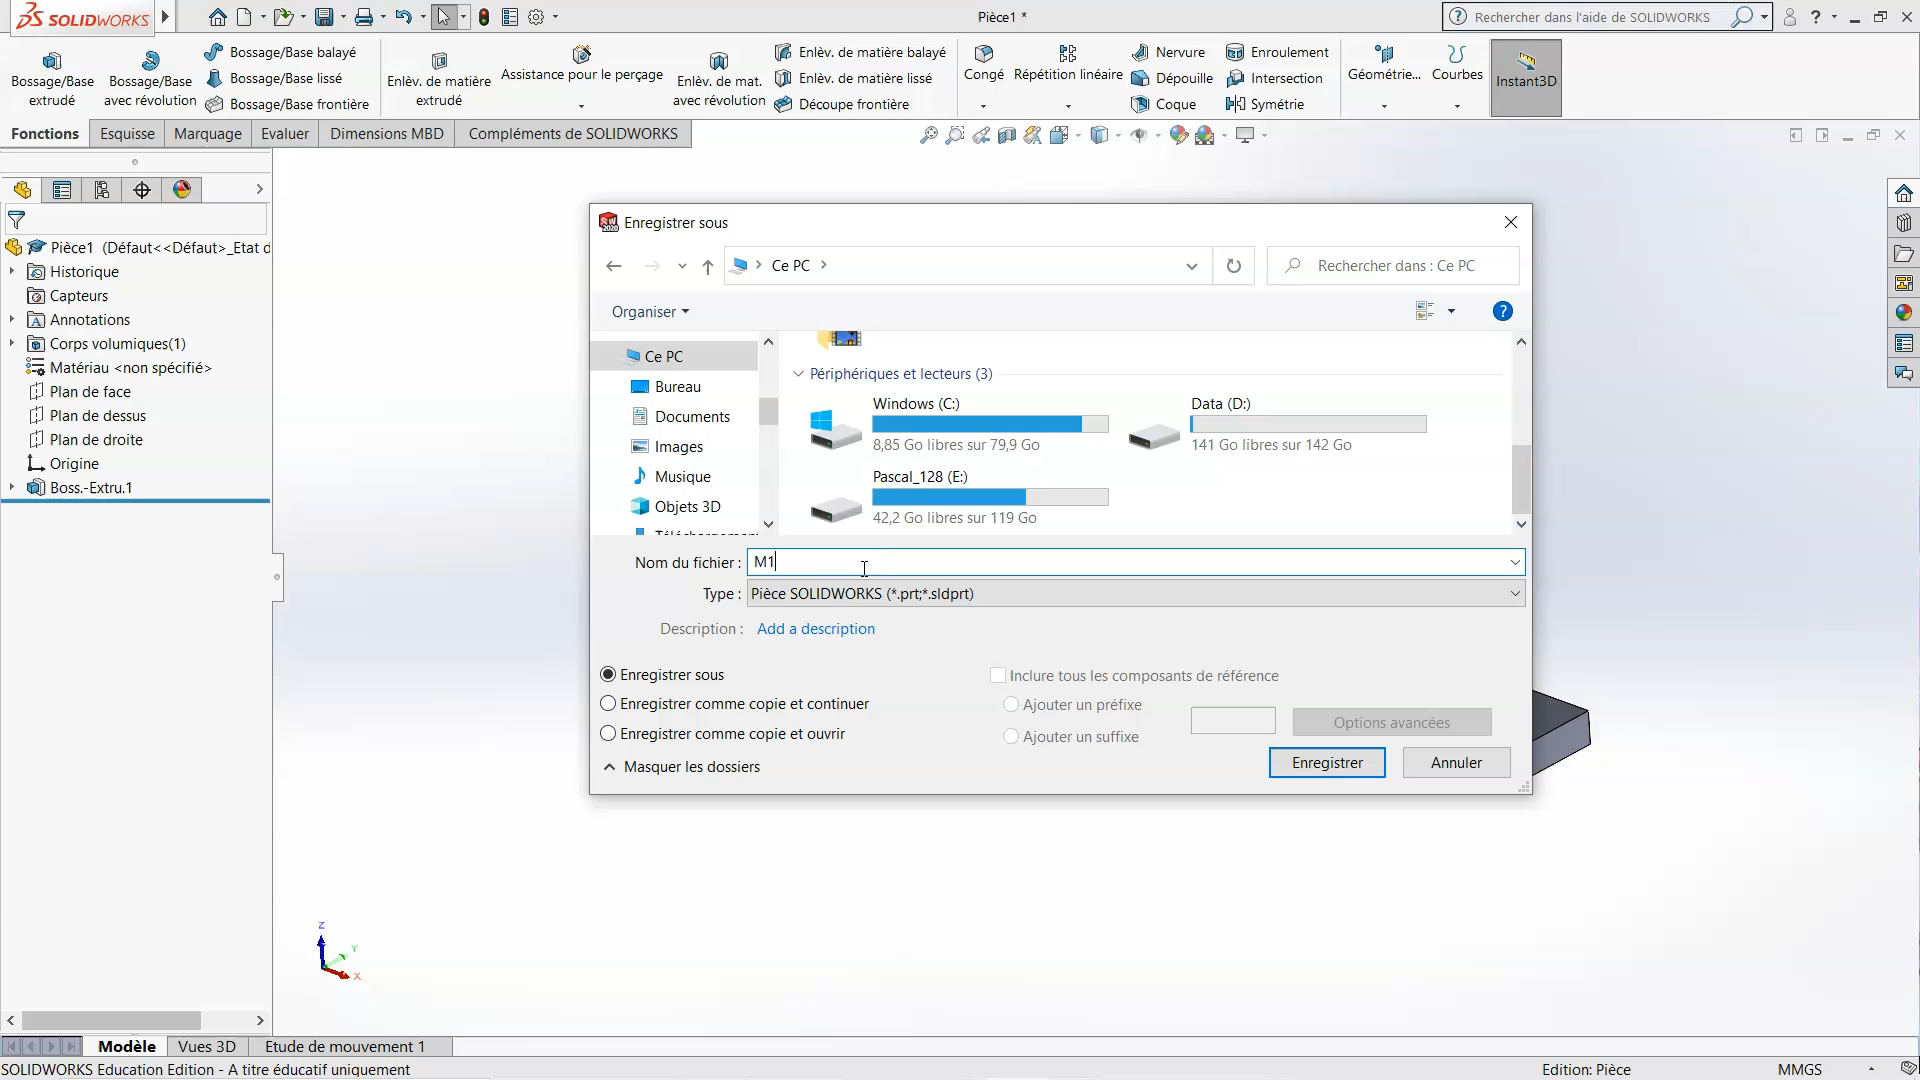 SOLIDWORKS
Pièce1 *
Rechercher dans l'aide de SOLIDWORKS
Bossage/Base extrudé
Bossage/Base avec révolution
Bossage/Base balayé
Bossage/Base lissé
Bossage/Base frontière
Enlèv. de matière extrudé
Assistance pour le perçage
Enlèv. de mat. avec révolution
Enlèv. de matière balayé
Enlèv. de matière lissé
Découpe frontière
Congé
Répétition linéaire
Nervure
Dépouille
Coque
Enroulement
Intersection
Symétrie
Géométrie...
Courbes
Instant3D
Fonctions
Esquisse
Marquage
Evaluer
Dimensions MBD
Compléments de SOLIDWORKS
Pièce1 (Défaut<<Défaut>_Etat d
Historique
Capteurs
Annotations
Corps volumiques(1)
Matériau <non spécifié>
Plan de face
Plan de dessus
Plan de droite
Origine
Boss.-Extru.1
SW 2020
Enregistrer sous
Ce PC
Rechercher dans : Ce PC
Organiser
Ce PC
Bureau
Documents
Images
Musique
Objets 3D
Périphériques et lecteurs (3)
Windows (C:)
8,85 Go libres sur 79,9 Go
Data (D:)
141 Go libres sur 142 Go
Pascal_128 (E:)
42,2 Go libres sur 119 Go
Nom du fichier : M1
Type : Pièce SOLIDWORKS (*.prt;*.sldprt)
Description : Add a description
Enregistrer sous
Enregistrer comme copie et continuer
Enregistrer comme copie et ouvrir
Inclure tous les composants de référence
Ajouter un préfixe
Ajouter un suffixe
Options avancées
Masquer les dossiers
Enregistrer
Annuler
Z
Y
X
Modèle
Vues 3D
Etude de mouvement 1
SOLIDWORKS Education Edition - A titre éducatif uniquement
Edition: Pièce
MMGS